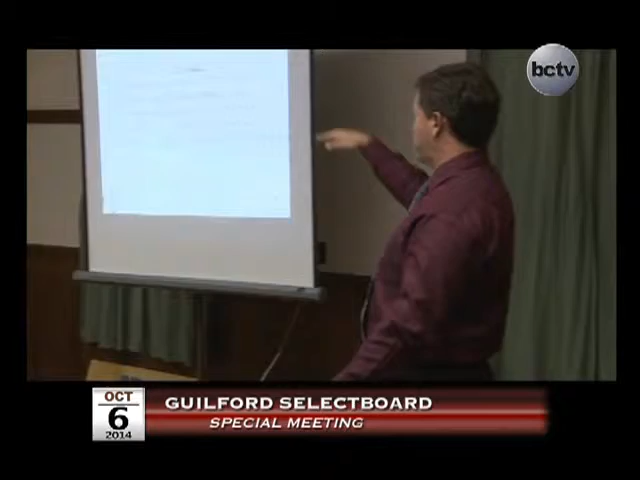 bctv
OCT
6
2014
GUILFORD SELECTBOARD
SPECIAL MEETING